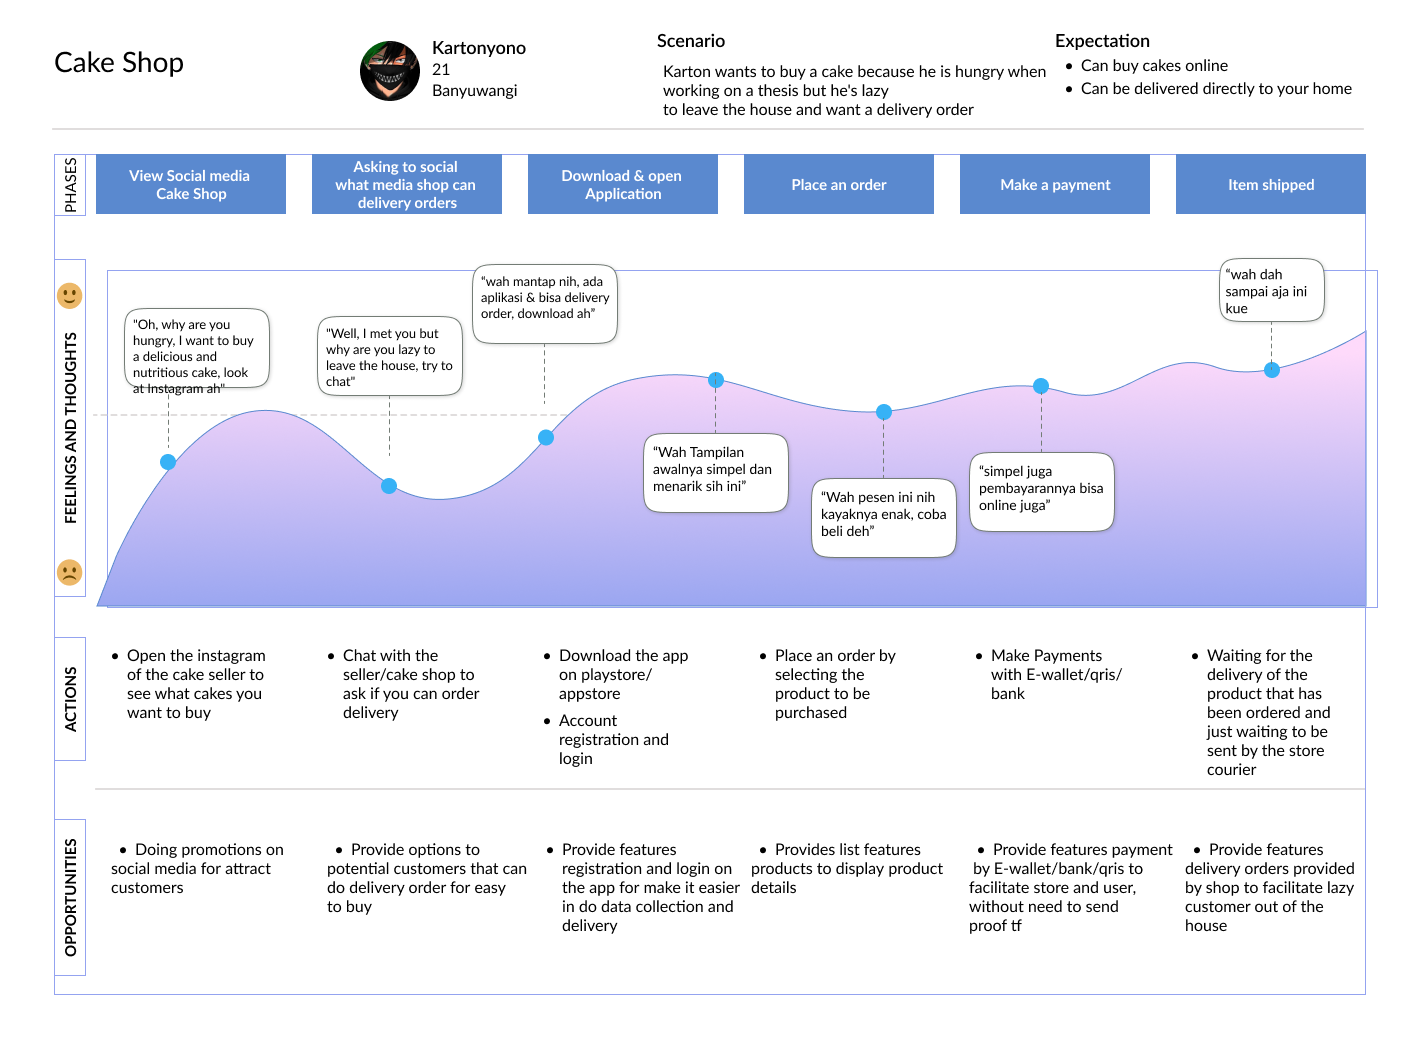 Cake Shop
Kartonyono
21
Banyuwangi
Scenario
Karton wants to buy a cake because he is hungry when
working on a thesis but he's lazy
to leave the house and want a delivery order
Expectation
• Can buy cakes online
• Can be delivered directly to your home
PHASES
View Social media
Cake Shop
Asking to social
what media shop can
delivery orders
Download & open
Application
Place an order
Make a payment
Item shipped
FEELINGS AND THOUGHTS
"Oh, why are you
hungry, I want to buy
a delicious and
nutritious cake, look
at Instagram ah"
"Well, I met you but
why are you lazy to
leave the house, try to
chat"
“wah mantap nih, ada
aplikasi & bisa delivery
order, download ah”
“Wah Tampilan
awalnya simpel dan
menarik sih ini”
“Wah pesen ini nih
kayaknya enak, coba
beli deh”
“simpel juga
pembayarannya bisa
online juga”
“wah dah
sampai aja ini
kue
ACTIONS
• Open the instagram
of the cake seller to
see what cakes you
want to buy
• Chat with the
seller/cake shop to
ask if you can order
delivery
• Download the app
on playstore/
appstore
• Account
registration and
login
• Place an order by
selecting the
product to be
purchased
• Make Payments
with E-wallet/qris/
bank
• Waiting for the
delivery of the
product that has
been ordered and
just waiting to be
sent by the store
courier
OPPORTUNITIES
• Doing promotions on
social media for attract
customers
• Provide options to
potential customers that can
do delivery order for easy
to buy
• Provide features
registration and login on
the app for make it easier
in do data collection and
delivery
• Provides list features
products to display product
details
• Provide features payment
by E-wallet/bank/qris to
facilitate store and user,
without need to send
proof tf
• Provide features
delivery orders provided
by shop to facilitate lazy
customer out of the
house